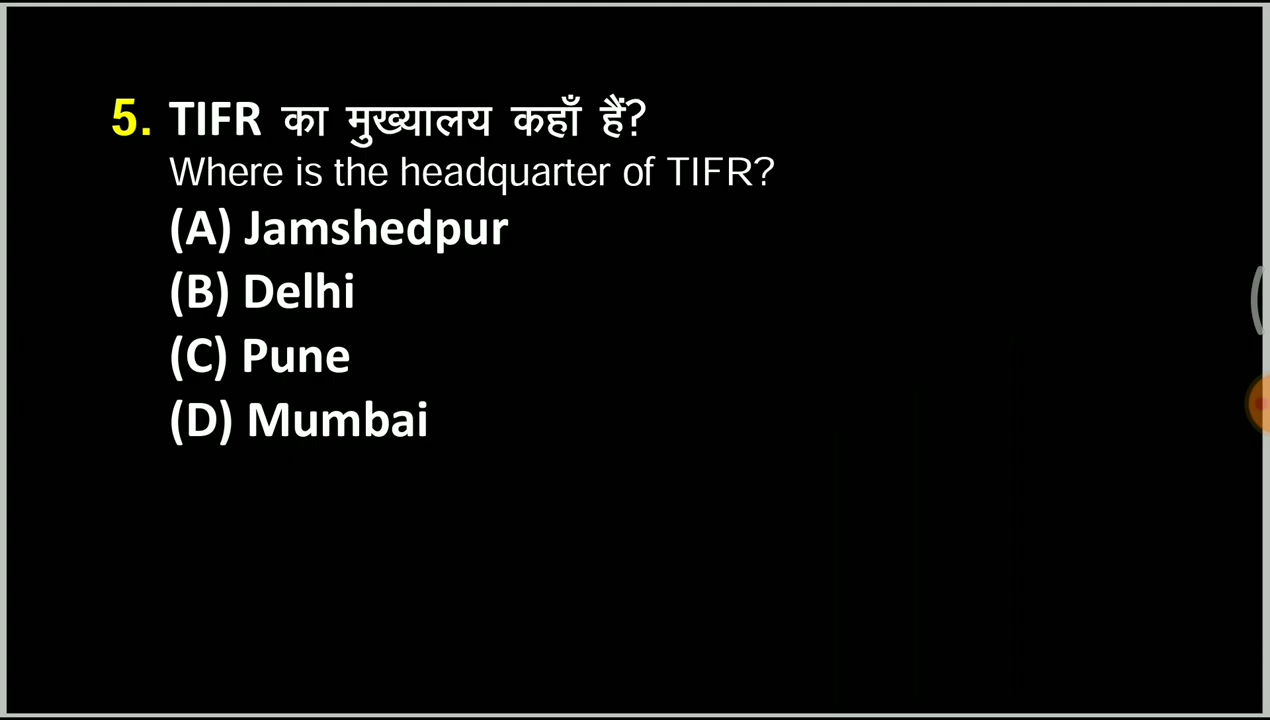 5. TIFR का मुख्यालय कहाँ हैं?
Where is the headquarter of TIFR?
(A) Jamshedpur
(B) Delhi
(C) Pune
(D) Mumbai